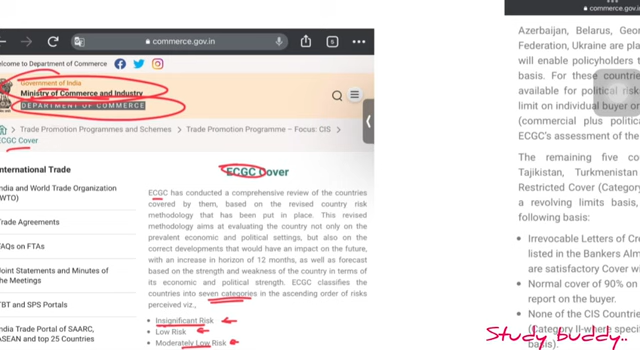 commerce.gov.in
5
Welcome to Department of Commerce
Government of India
Ministry of Commerce and Industry
DEPARTMENT OF COMMERCE
> Trade Promotion Programmes and Schemes > Trade Promotion Programme – Focus: CIS >
ECGC Cover
International Trade
India and World Trade Organization
(WTO)
Trade Agreements
FAQs on FTAs
Joint Statements and Minutes of
the Meetings
TBT and SPS Portals
India Trade Portal of SAARC,
ASEAN and top 25 Countries
ECGC Cover
ECGC has conducted a comprehensive review of the countries
covered by them, based on the revised country risk
methodology that has been put in place. This revised
methodology aims at evaluating the country not only on the
prevalent economic and political settings, but also on the
correct developments that would have an impact on the future,
with an increase in horizon of 12 months, as well as forecast
based on the strength and weakness of the country in terms of
its economic and political strength. ECGC classifies the
countries into seven categories in the ascending order of risks
perceived viz.,
• Insignificant Risk
• Low Risk
• Moderately Low Risk
commerce.gov.in
Azerbaijan, Belarus,
Federation, Ukraine are
will enable policyholders
basis. For these
available for political
limit on individual buyer
(commercial plus
ECGC's assessment of the
The remaining five
Tajikistan, Turkmenistan
Restricted Cover
a revolving limits basis,
following basis:
• Irrevocable Letters of
listed in the Bankers
are satisfactory Cover
• Normal cover of 90% on
report on the buyer.
• None of the CIS
(Category II-where
basis).
Study buddy..